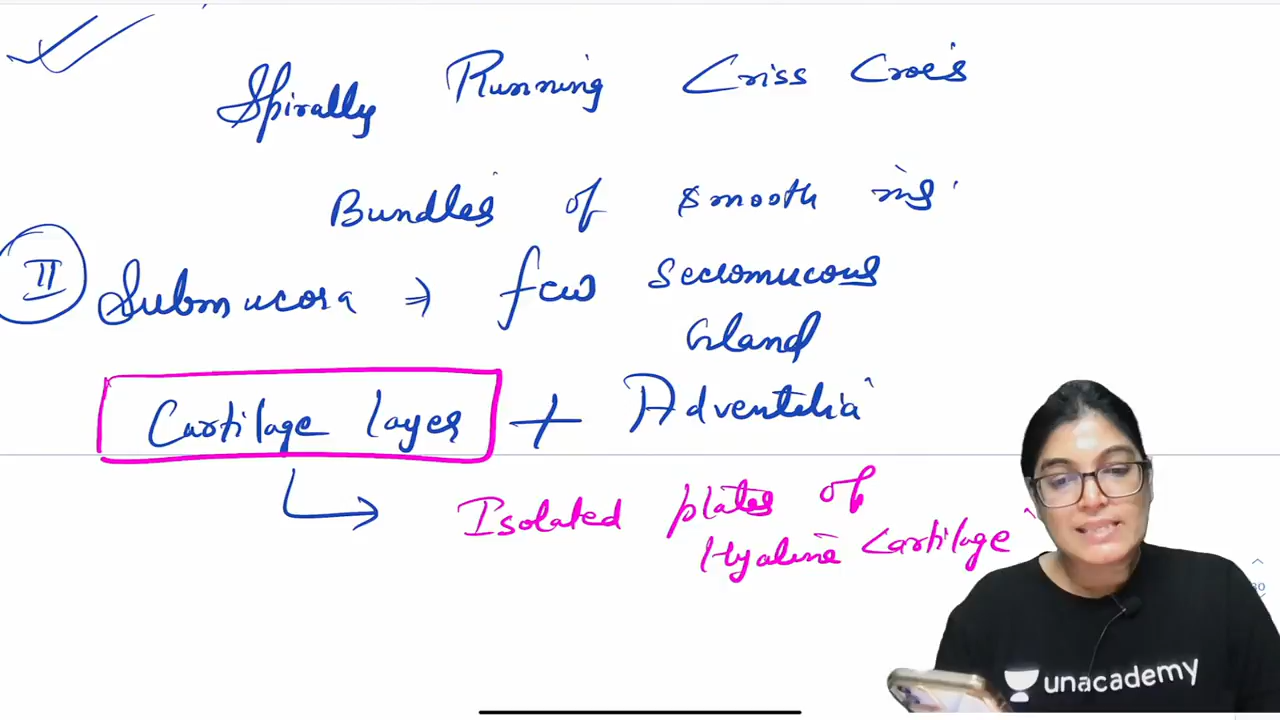 Spirally Running Criss Cross
Bundles of smooth ms
II Submucosa ⇒ few seromucous
Gland
Cartilage layer + Adventitia
Isolated plates of
Hyaline Cartilage
unacademy